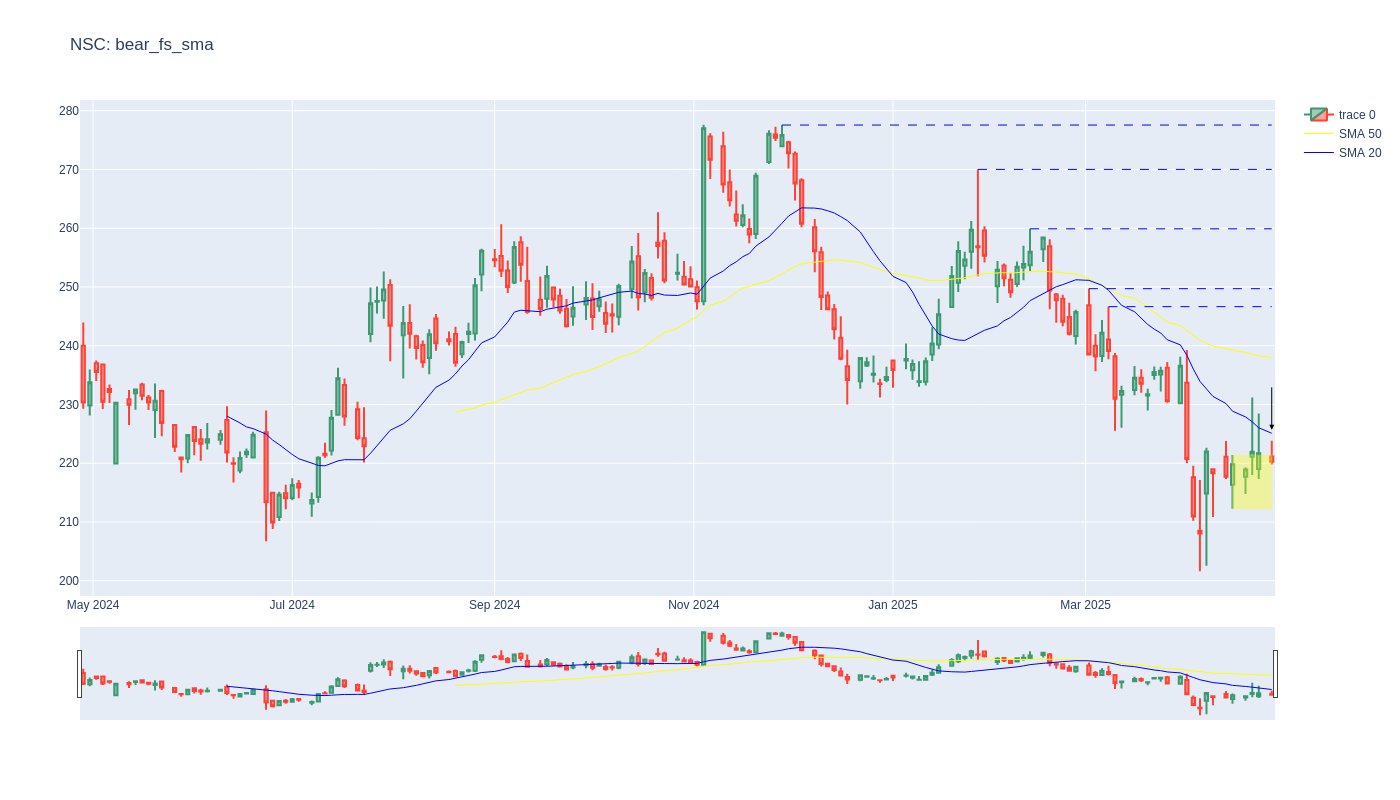 NSC: bear_fs_sma
280
270
260
250
240
230
220
210
200
May 2024
Jul 2024
Sep 2024
Nov 2024
Jan 2025
Mar 2025
trace 0
SMA 50
SMA 20